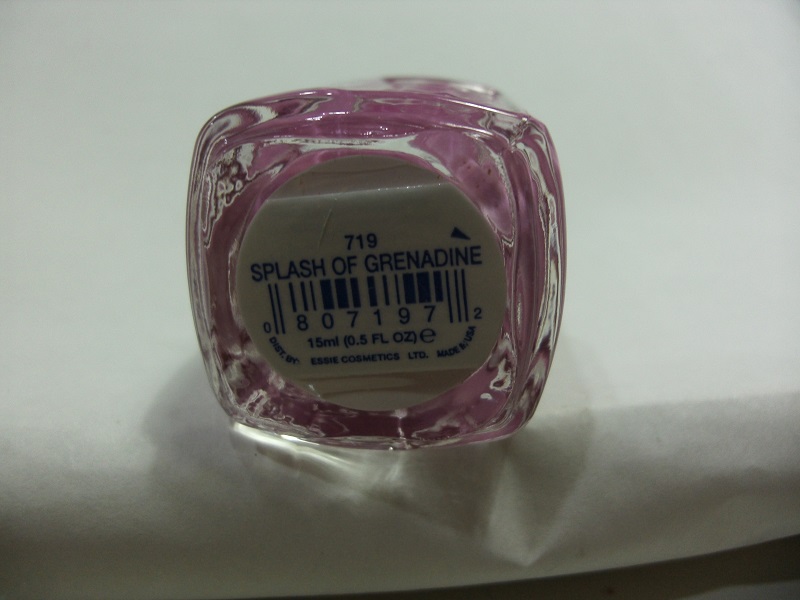 719
SPLASH OF GRENADINE
0 807197 2
15ml (0.5 FL OZ) ℮
DIST. BY: ESSIE COSMETICS LTD. MADE IN USA